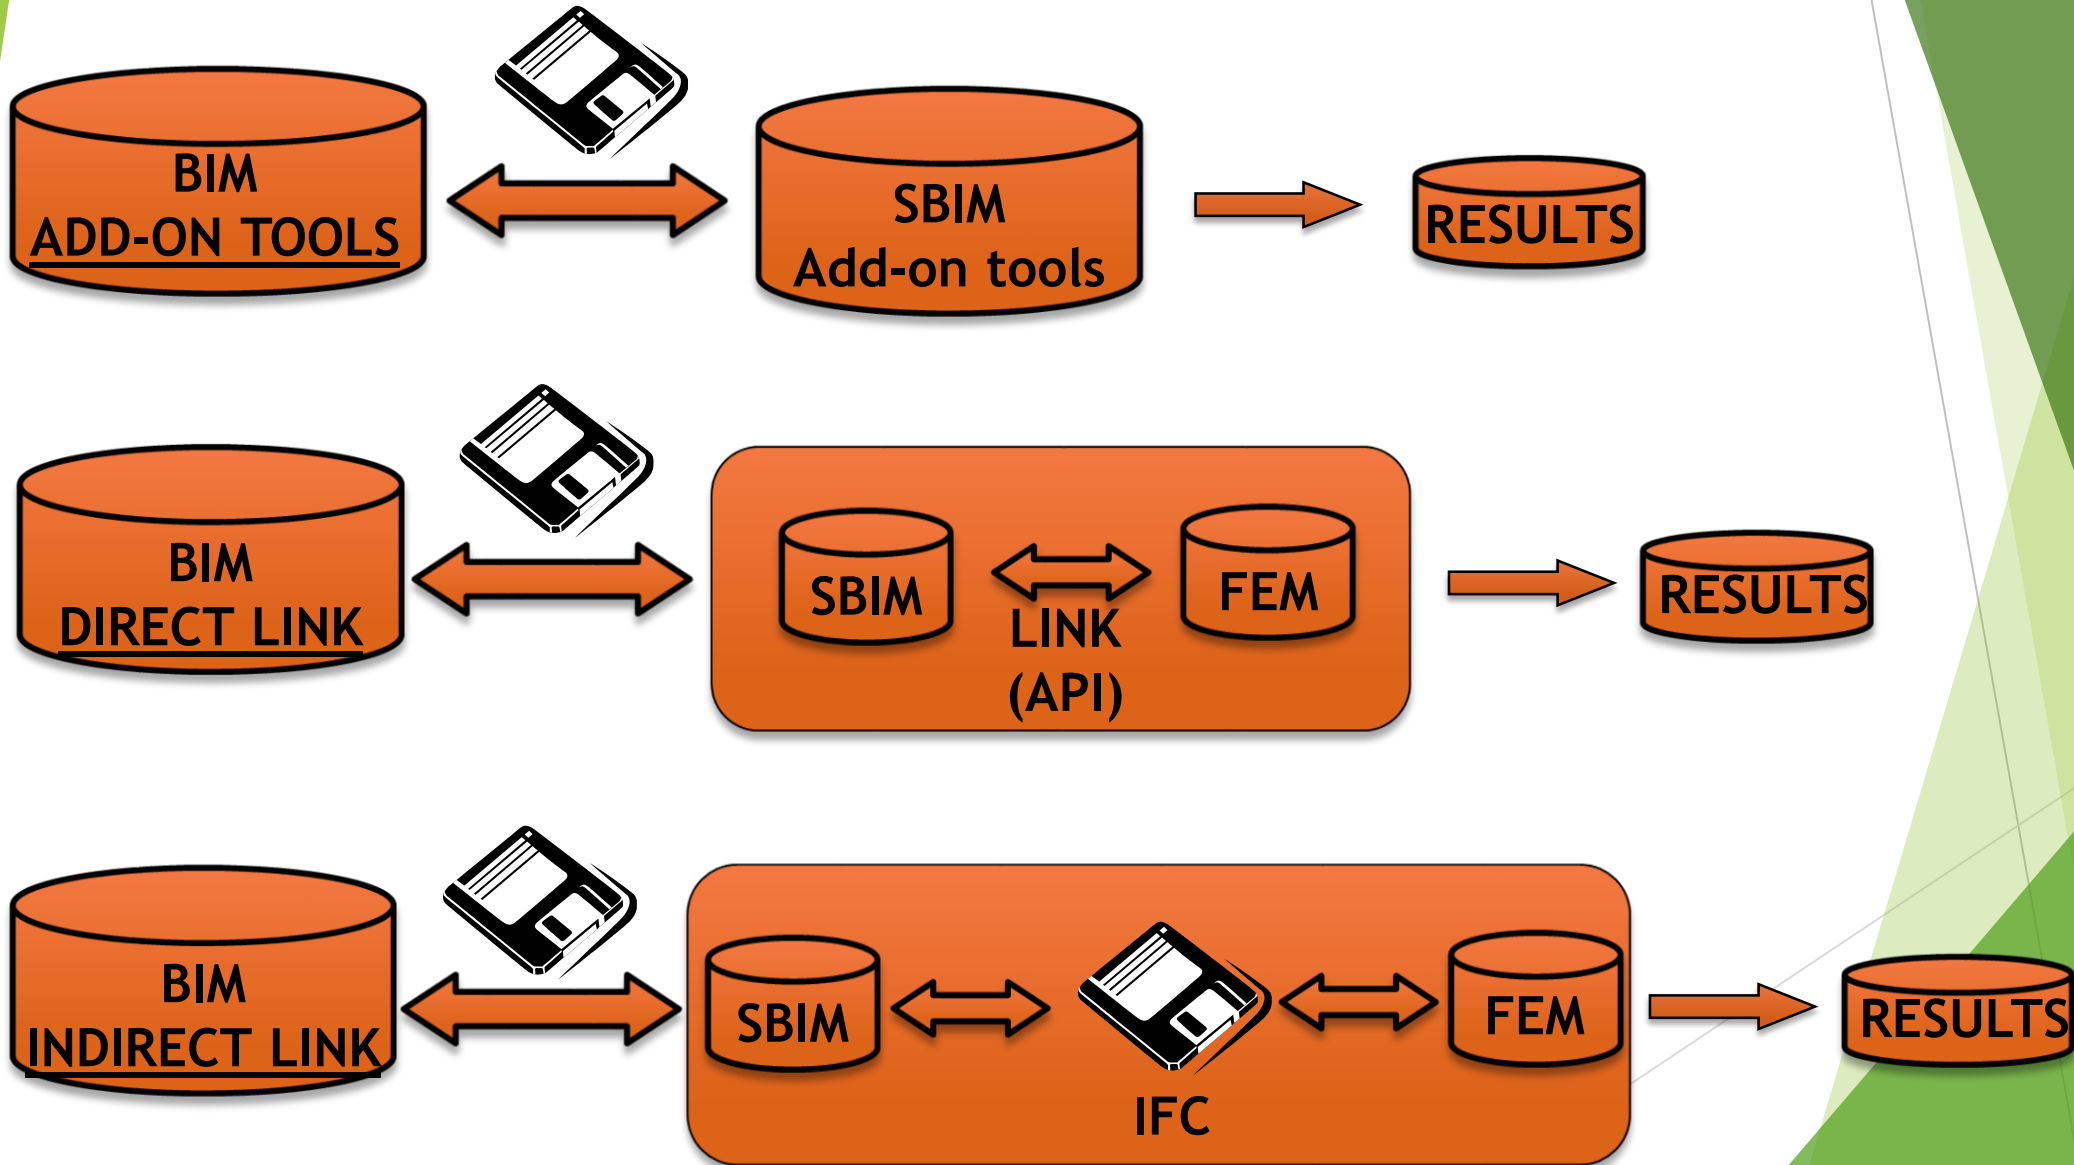 BIM
ADD-ON TOOLS
SBIM
Add-on tools
RESULTS
BIM
DIRECT LINK
SBIM
LINK
(API)
FEM
RESULTS
BIM
INDIRECT LINK
SBIM
IFC
FEM
RESULTS